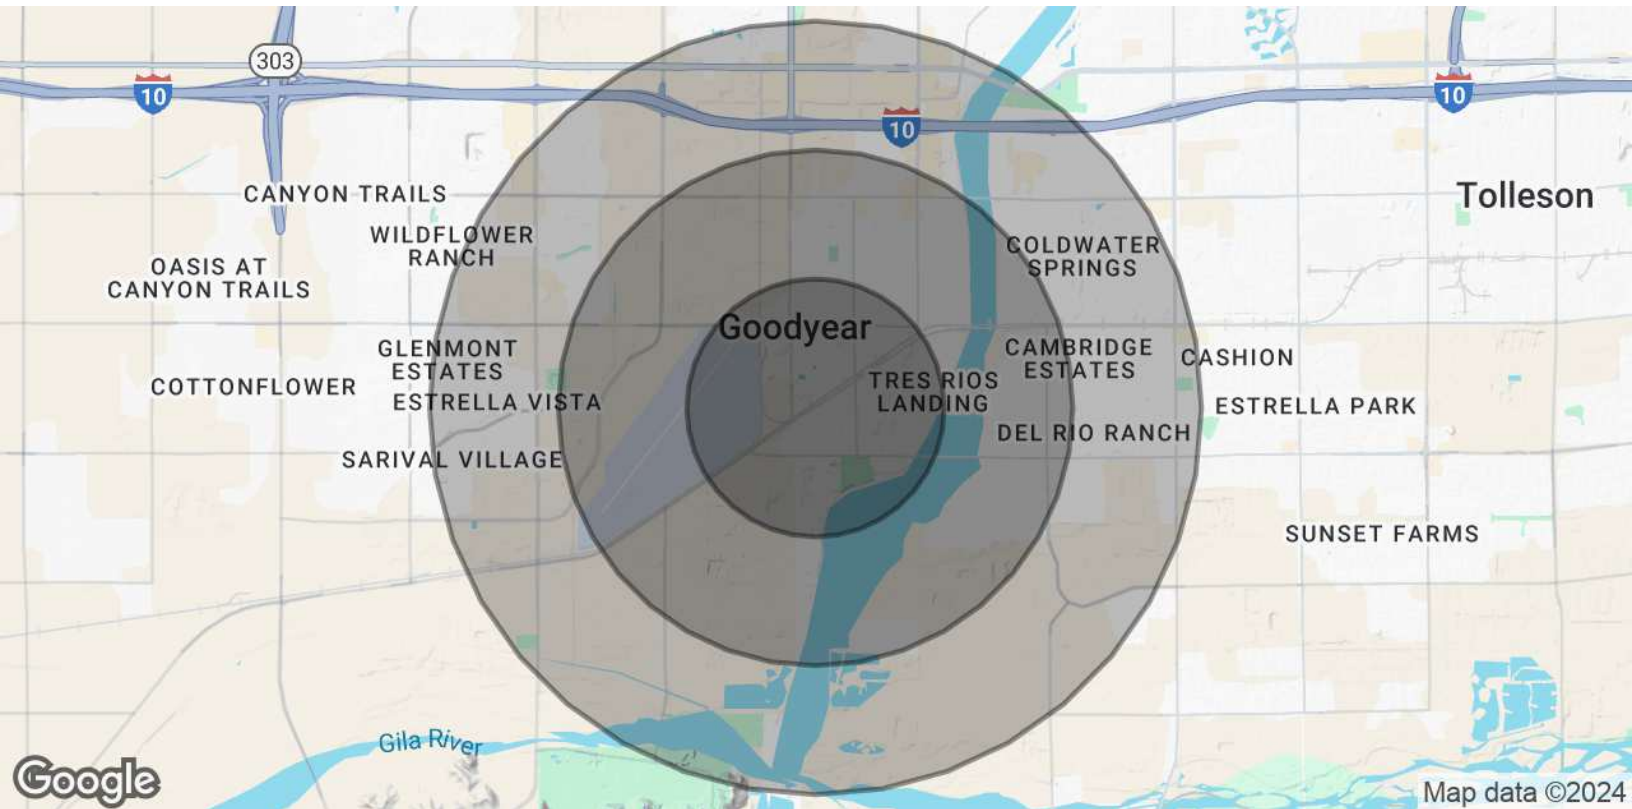 303
10
10
10
CANYON TRAILS
Tolleson
WILDFLOWER
RANCH
COLDWATER
SPRINGS
OASIS AT
CANYON TRAILS
Goodyear
GLENMONT
ESTATES
CAMBRIDGE
ESTATES
CASHION
COTTONFLOWER
ESTRELLA VISTA
TRES RIOS
LANDING
ESTRELLA PARK
DEL RIO RANCH
SARIVAL VILLAGE
SUNSET FARMS
Gila River
Google
Map data ©2024